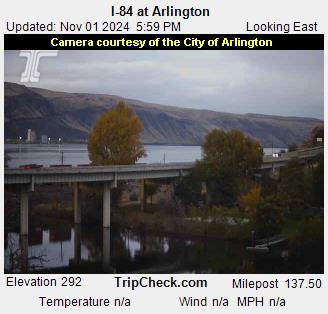 I-84 at Arlington
Updated: Nov 01 2024 5:59 PM Looking East
Camera courtesy of the City of Arlington
Elevation 292 TripCheck.com Milepost 137.50
Temperature n/a Wind n/a MPH n/a